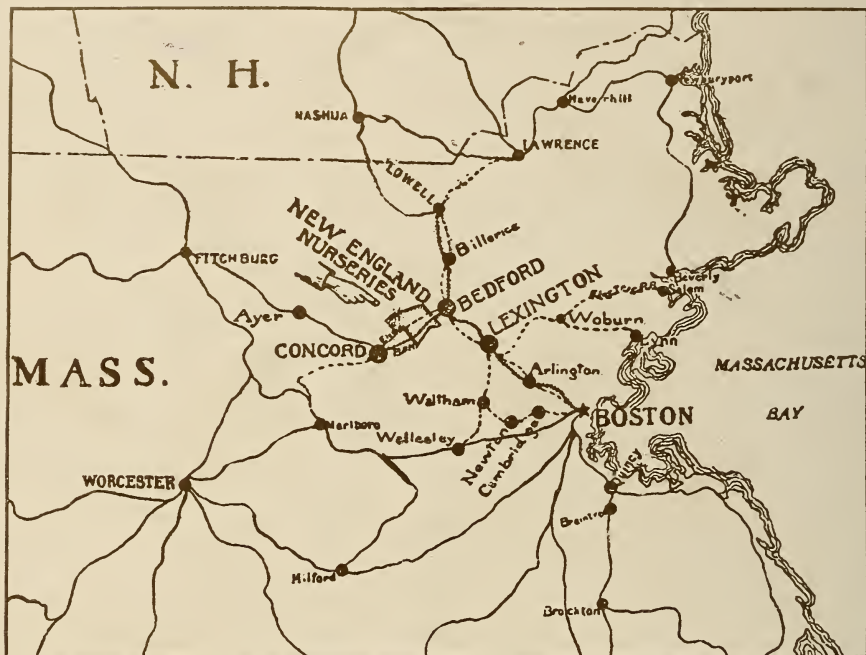 N. H.
Newburyport
Haverhill
NASHUA
LAWRENCE
LOWELL
NEW ENGLAND
NURSERIES
Billerica
FITCHBURG
BEDFORD
Beverly
Salem
LEXINGTON
Ayer
Woburn
Lynn
CONCORD
MASS.
Arlington
MASSACHUSETTS
BAY
Waltham
BOSTON
Marlboro
Wellesley
Newton
Cambridge
WORCESTER
Quincy
Milford
Brockton